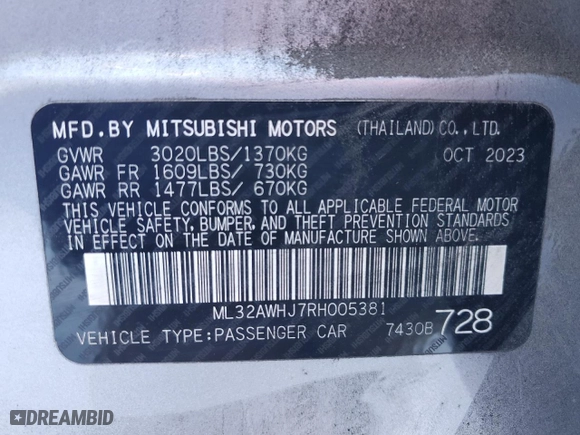 MFD.BY MITSUBISHI MOTORS (THAILAND) CO., LTD.
GVWR 3020LBS/1370KG OCT 2023
GAWR FR 1609LBS/ 730KG
GAWR RR 1477LBS/ 670KG
THIS VEHICLE CONFORMS TO ALL APPLICABLE FEDERAL MOTOR
VEHICLE SAFETY, BUMPER, AND THEFT PREVENTION STANDARDS
IN EFFECT ON THE DATE OF MANUFACTURE SHOWN ABOVE.
ML32AWHJ7RH005381
VEHICLE TYPE:PASSENGER CAR 7430B 728
DREAMBID